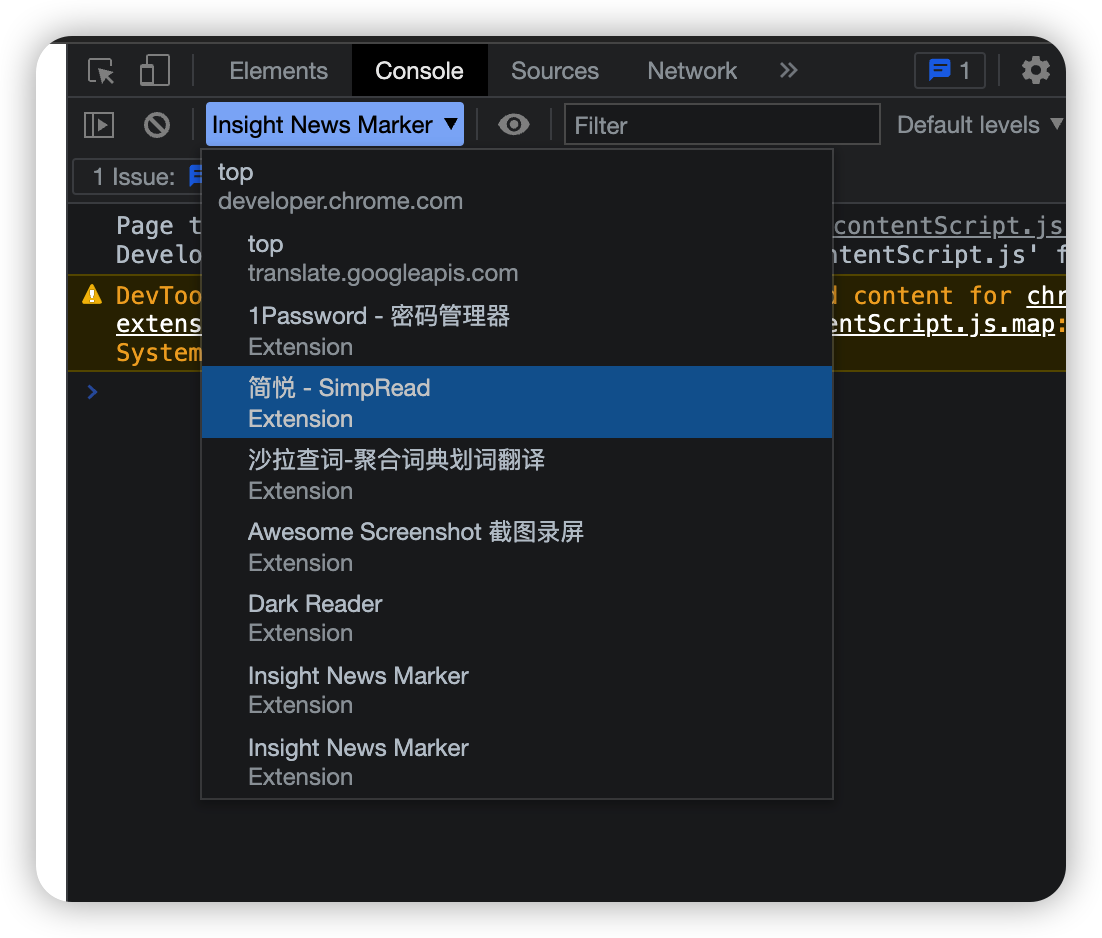 Elements Console Sources Network » 1
Insight News Marker ▼ Filter Default levels ▼
1 Issue:
top
developer.chrome.com
Page contentScript.js
top
Develo ntentScript.js'
translate.googleapis.com
DevToo content for chr
1Password - 密码管理器
extens entScript.js.map:
Extension
System
简悦 - SimpRead
Extension
沙拉查词-聚合词典划词翻译
Extension
Awesome Screenshot 截图录屏
Extension
Dark Reader
Extension
Insight News Marker
Extension
Insight News Marker
Extension